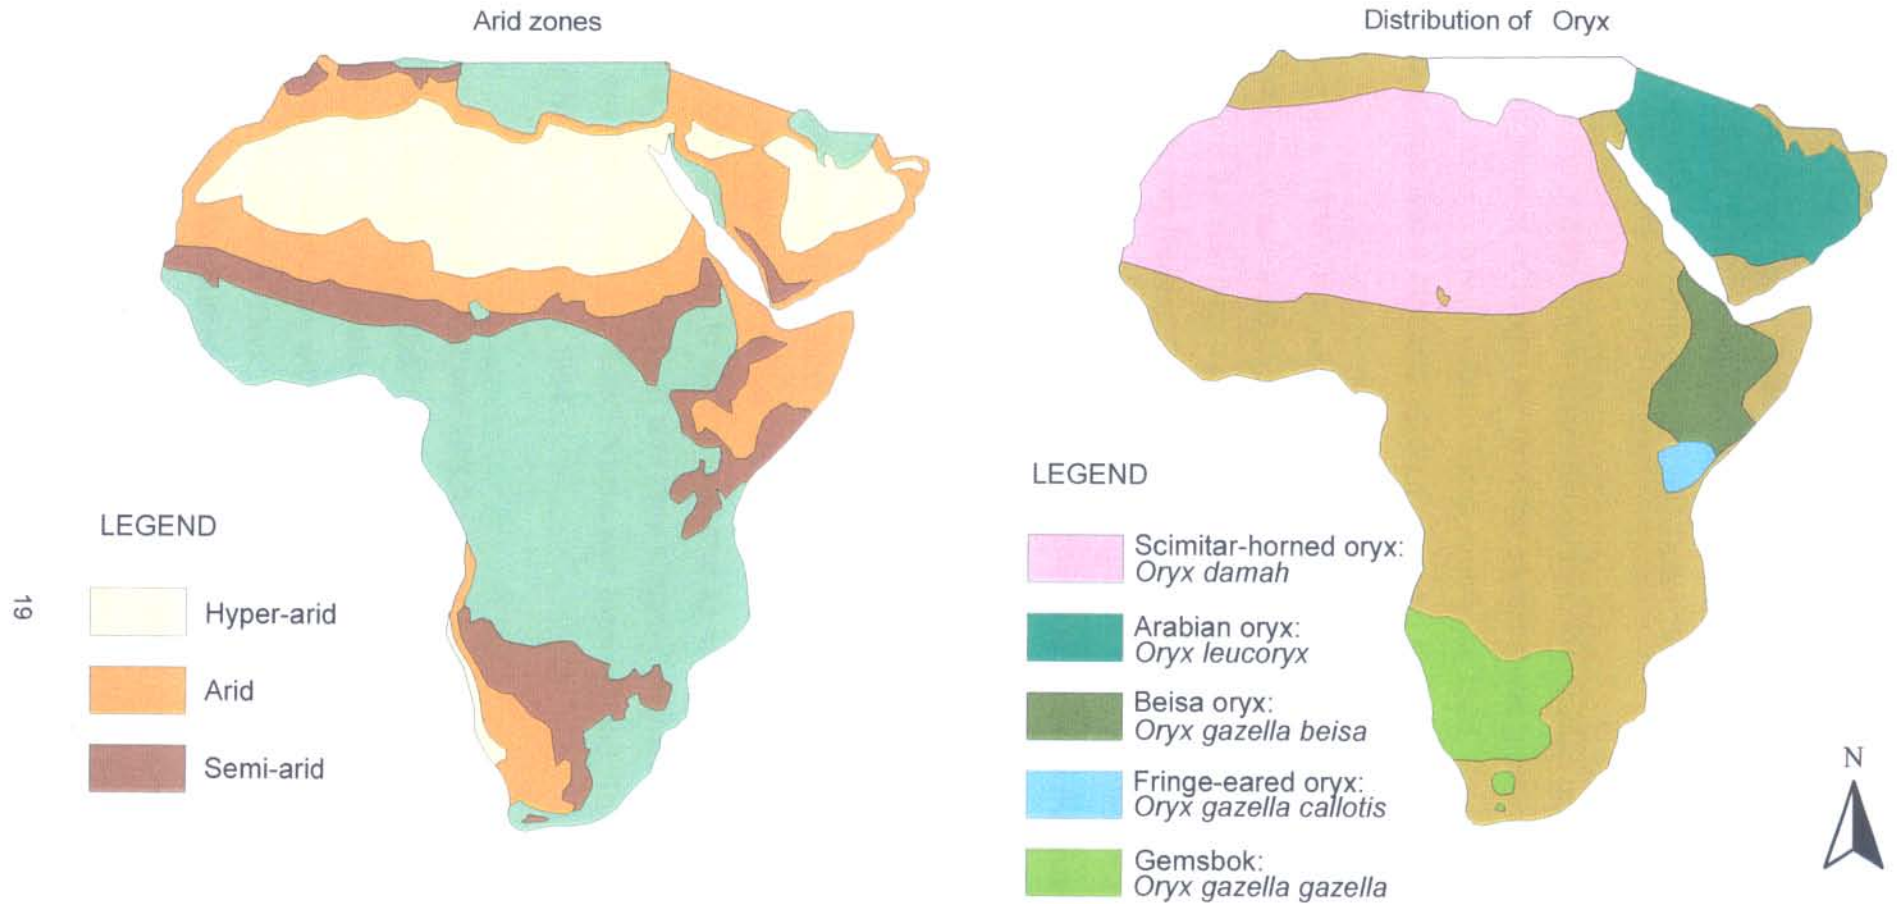 Arid zones
LEGEND
Hyper-arid
Arid
Semi-arid
19
Distribution of Oryx
LEGEND
Scimitar-horned oryx:
Oryx damah
Arabian oryx:
Oryx leucoryx
Beisa oryx:
Oryx gazella beisa
Fringe-eared oryx:
Oryx gazella callotis
Gemsbok:
Oryx gazella gazella
N